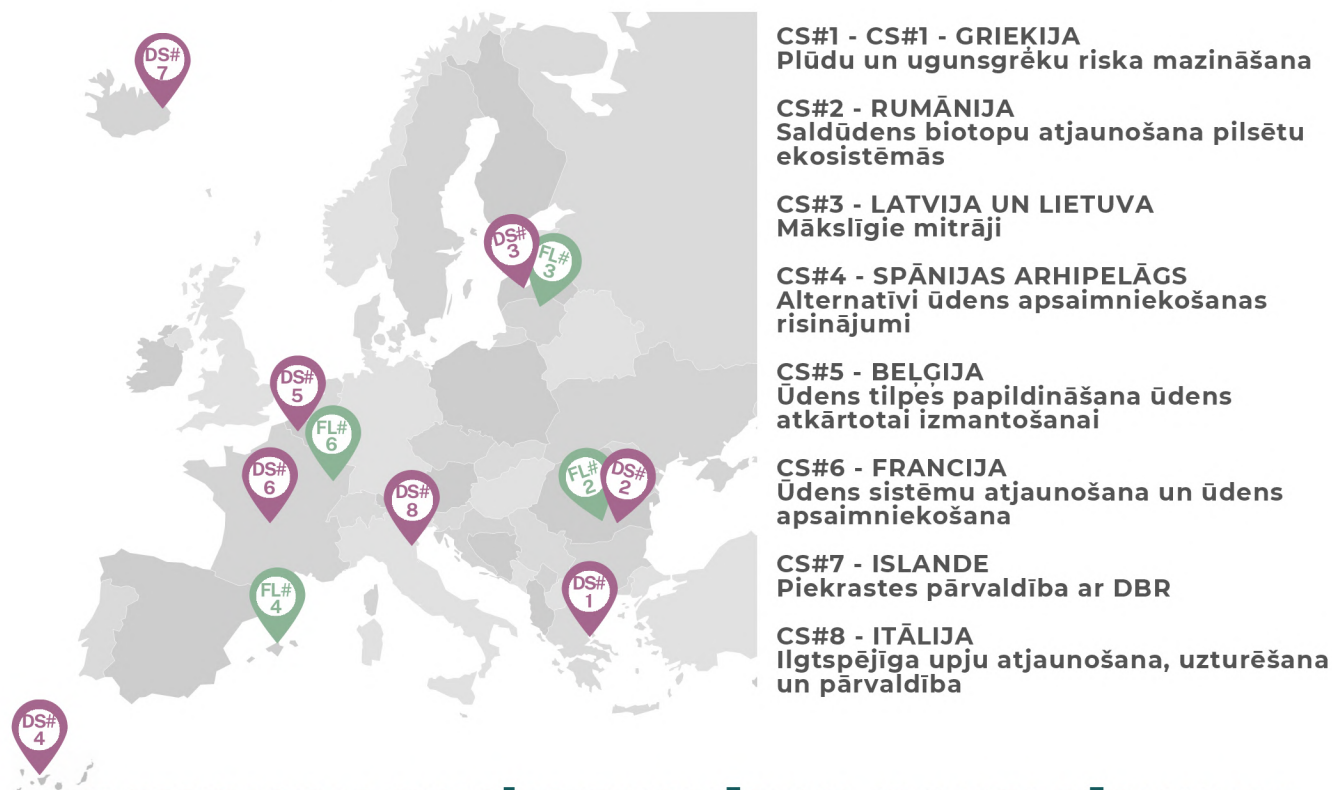 DS#
7
DS#
3
FL#
3
DS#
5
FL#
6
DS#
6
DS#
8
FL#
2
DS#
2
FL#
4
DS#
1
DS#
4
CS#1 - CS#1 - GRIEĶIJA
Plūdu un ugunsgrēku riska mazināšana
CS#2 - RUMĀNIJA
Saldūdens biotopu atjaunošana pilsētu
ekosistēmās
CS#3 - LATVIJA UN LIETUVA
Mākslīgie mitrāji
CS#4 - SPĀNIJAS ARHIPELĀGS
Alternatīvi ūdens apsaimniekošanas
risinājumi
CS#5 - BEĻĢIJA
Ūdens tilpes papildināšana ūdens
atkārtotai izmantošanai
CS#6 - FRANCIJA
Ūdens sistēmu atjaunošana un ūdens
apsaimniekošana
CS#7 - ISLANDE
Piekrastes pārvaldība ar DBR
CS#8 - ITĀLIJA
Ilgtspējīga upju atjaunošana, uzturēšana
un pārvaldība